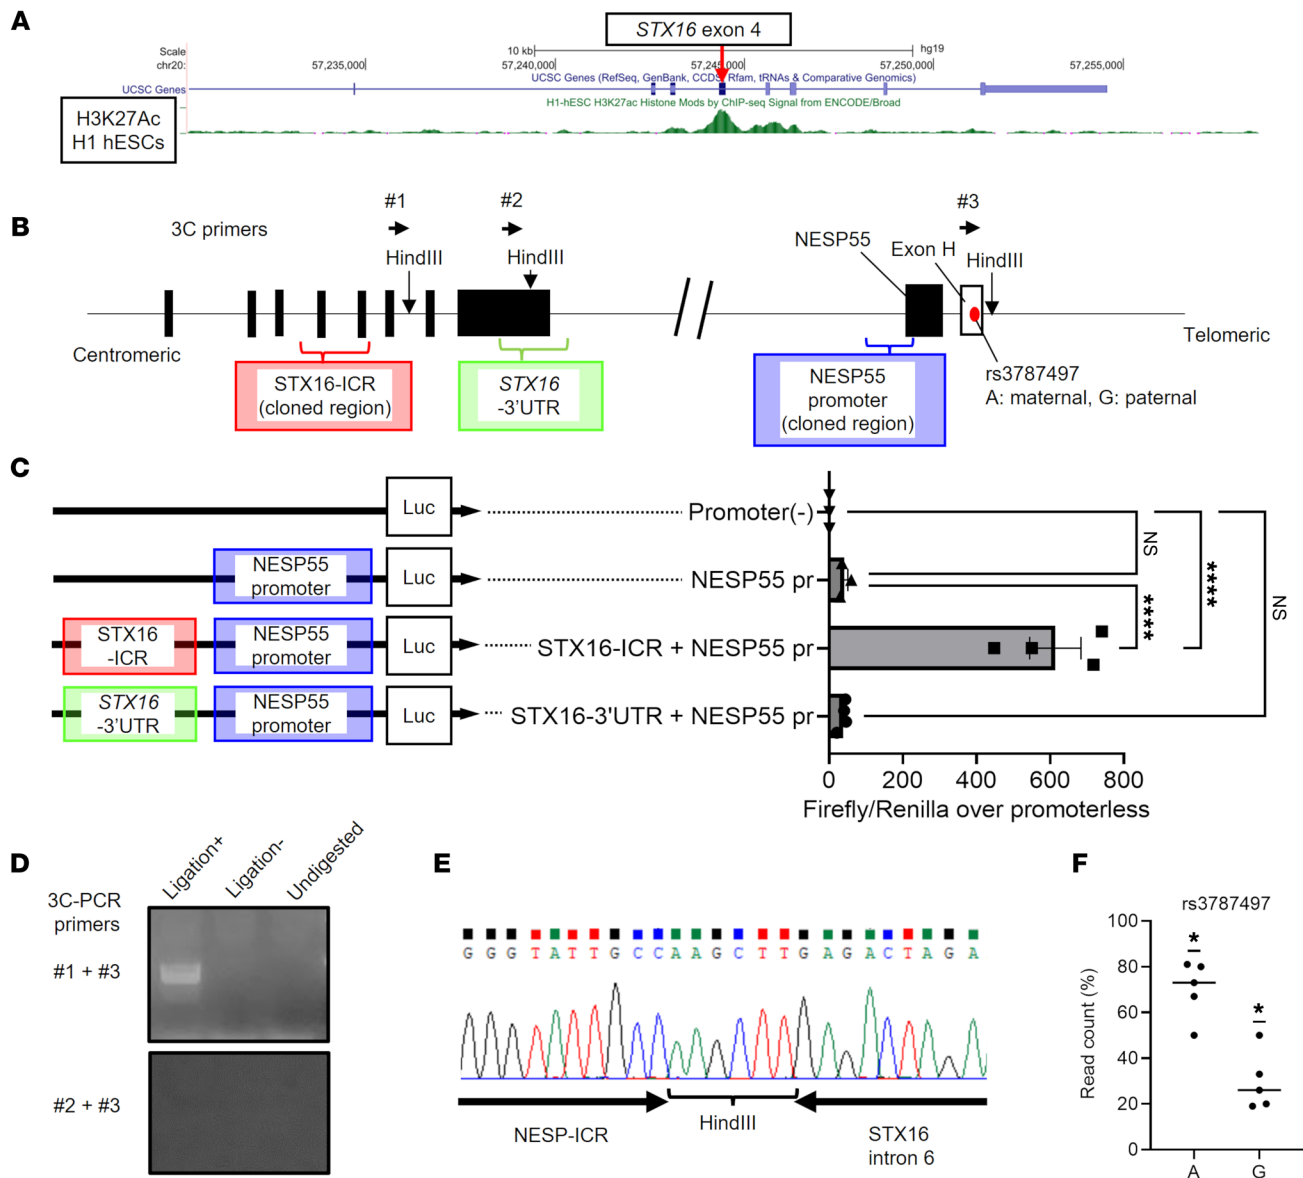 A
STX16 exon 4
Scale
10 kb
hg19
chr20:
57,235,000
57,240,000
57,245,000
57,250,000
57,255,000
UCSC Genes (RefSeq, GenBank, CCDS, Rfam, tRNAs & Comparative Genomics)
UCSC Genes
H1-hESC H3K27ac Histone Mods by ChIP-seq Signal from ENCODE/Broad
H3K27Ac
H1 hESCs
B
3C primers
#1
#2
#3
HindIII
HindIII
NESP55
Exon H
HindIII
Centromeric
Telomeric
STX16-ICR
(cloned region)
STX16
-3'UTR
NESP55
promoter
(cloned region)
rs3787497
A: maternal, G: paternal
C
Luc
Promoter(-)
NESP55
promoter
Luc
NESP55 pr
STX16
-ICR
NESP55
promoter
Luc
STX16-ICR + NESP55 pr
STX16
-3'UTR
NESP55
promoter
Luc
STX16-3'UTR + NESP55 pr
NS
****
****
NS
0 200 400 600 800
Firefly/Renilla over promoterless
D
Ligation+
Ligation-
Undigested
3C-PCR
primers
#1 + #3
#2 + #3
E
G G G T A T T G C C A A G C T T G A G A C T A G A
NESP-ICR
HindIII
STX16
intron 6
F
rs3787497
Read count (%)
100
80
60
40
20
0
*
*
A G